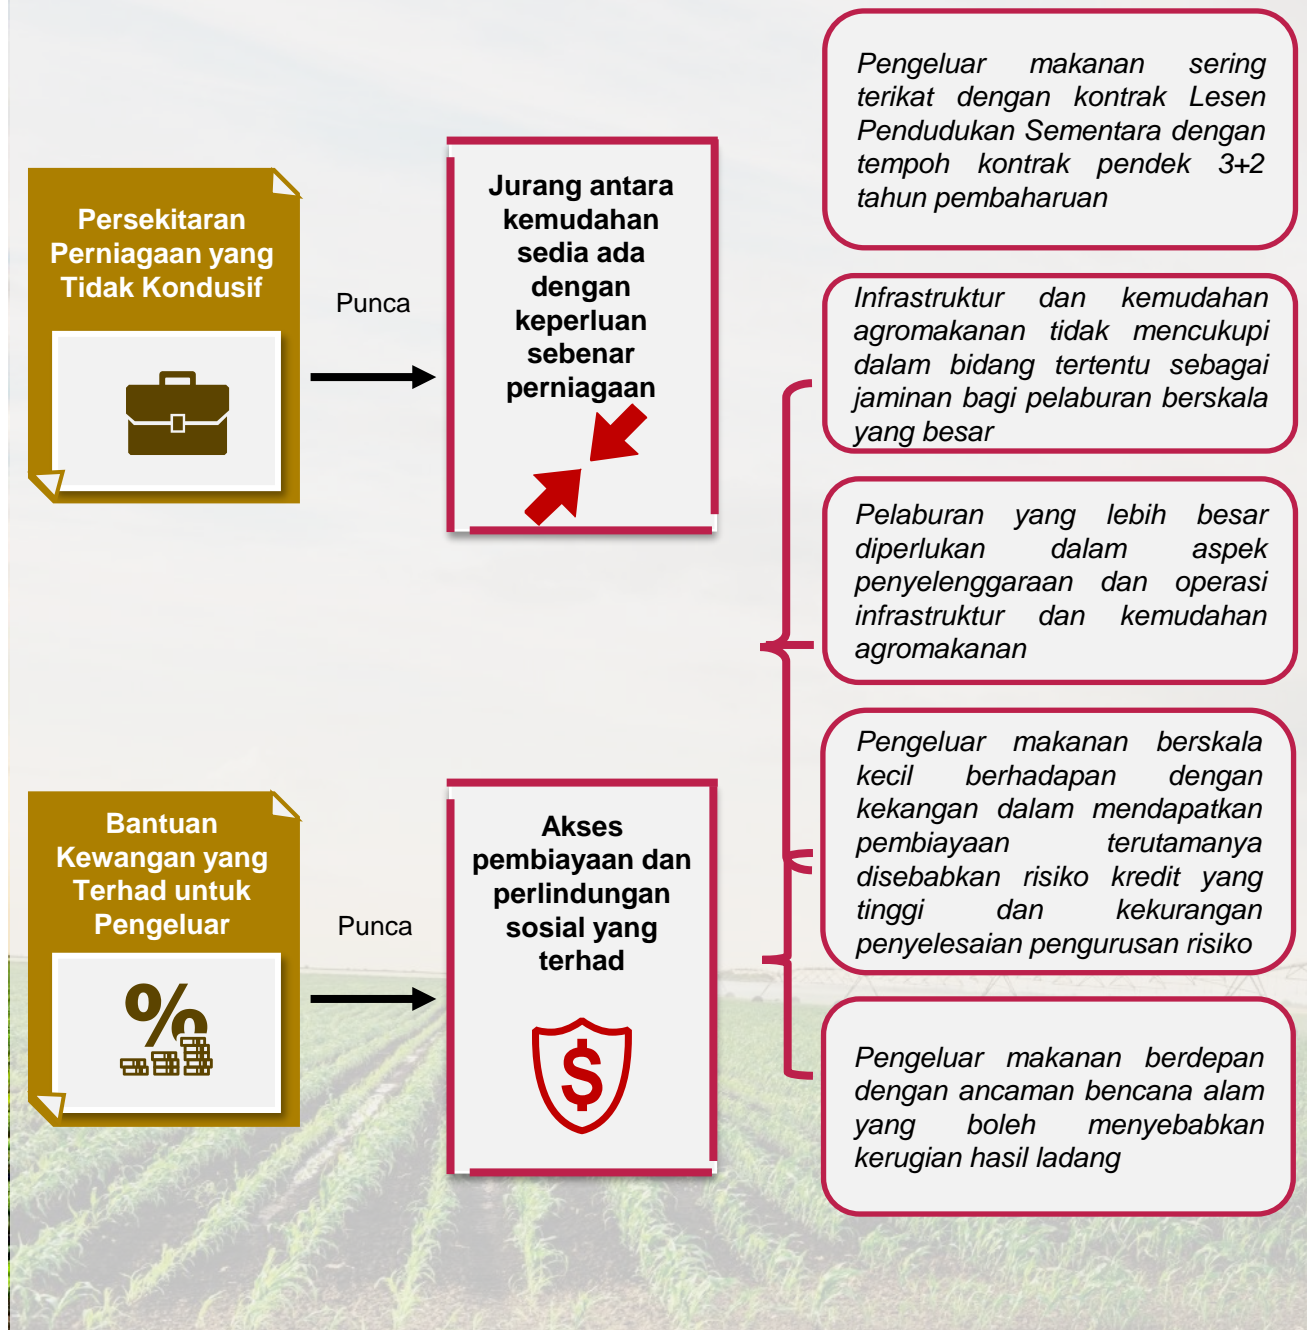 Persekitaran
Perniagaan yang
Tidak Kondusif
Punca
Jurang antara
kemudahan
sedia ada
dengan
keperluan
sebenar
perniagaan
Pengeluar makanan sering
terikat dengan kontrak Lesen
Pendudukan Sementara dengan
tempoh kontrak pendek 3+2
tahun pembaharuan
Infrastruktur dan kemudahan
agromakanan tidak mencukupi
dalam bidang tertentu sebagai
jaminan bagi pelaburan berskala
yang besar
Pelaburan yang lebih besar
diperlukan dalam aspek
penyelenggaraan dan operasi
infrastruktur dan kemudahan
agromakanan
Bantuan
Kewangan yang
Terhad untuk
Pengeluar
%
Punca
Akses
pembiayaan dan
perlindungan
sosial yang
terhad
$
Pengeluar makanan berskala
kecil berhadapan dengan
kekangan dalam mendapatkan
pembiayaan terutamanya
disebabkan risiko kredit yang
tinggi dan kekurangan
penyelesaian pengurusan risiko
Pengeluar makanan berdepan
dengan ancaman bencana alam
yang boleh menyebabkan
kerugian hasil ladang